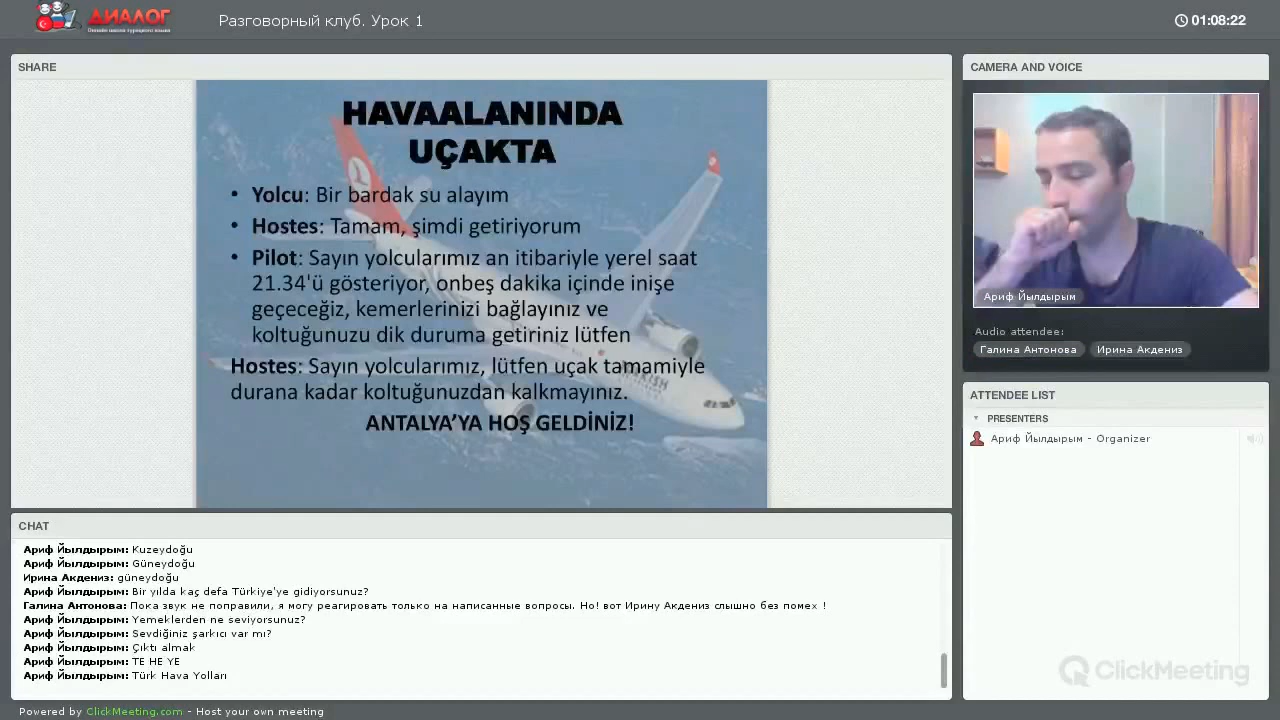 ДИАЛОГ
Онлайн школа турецкого языка
Разговорный клуб. Урок 1
01:08:22
SHARE
HAVAALANINDA
UÇAKTA
• Yolcu: Bir bardak su alayım
• Hostes: Tamam, şimdi getiriyorum
• Pilot: Sayın yolcularımız an itibariyle yerel saat
21.34'ü gösteriyor, onbeş dakika içinde inişe
geçeceğiz, kemerlerinizi bağlayınız ve
koltuğunuzu dik duruma getiriniz lütfen
Hostes: Sayın yolcularımız, lütfen uçak tamamiyle
durana kadar koltuğunuzdan kalkmayınız.
ANTALYA’YA HOŞ GELDİNİZ!
CHAT
Ариф Йылдырым: Kuzeydoğu
Ариф Йылдырым: Güneydoğu
Ирина Акдениз: güneydoğu
Ариф Йылдырым: Bir yılda kaç defa Türkiye'ye gidiyorsunuz?
Галина Антонова: Пока звук не поправили, я могу реагировать только на написанные вопросы. Но! вот Ирину Акдениз слышно без помех !
Ариф Йылдырым: Yemeklerden ne seviyorsunuz?
Ариф Йылдырым: Sevdiğiniz şarkıcı var mı?
Ариф Йылдырым: Çıktı almak
Ариф Йылдырым: TE HE YE
Ариф Йылдырым: Türk Hava Yolları
CAMERA AND VOICE
Ариф Йылдырым
Audio attendee:
Галина Антонова Ирина Акдениз
ATTENDEE LIST
PRESENTERS
Ариф Йылдырым - Organizer
ClickMeeting
Powered by ClickMeeting.com - Host your own meeting